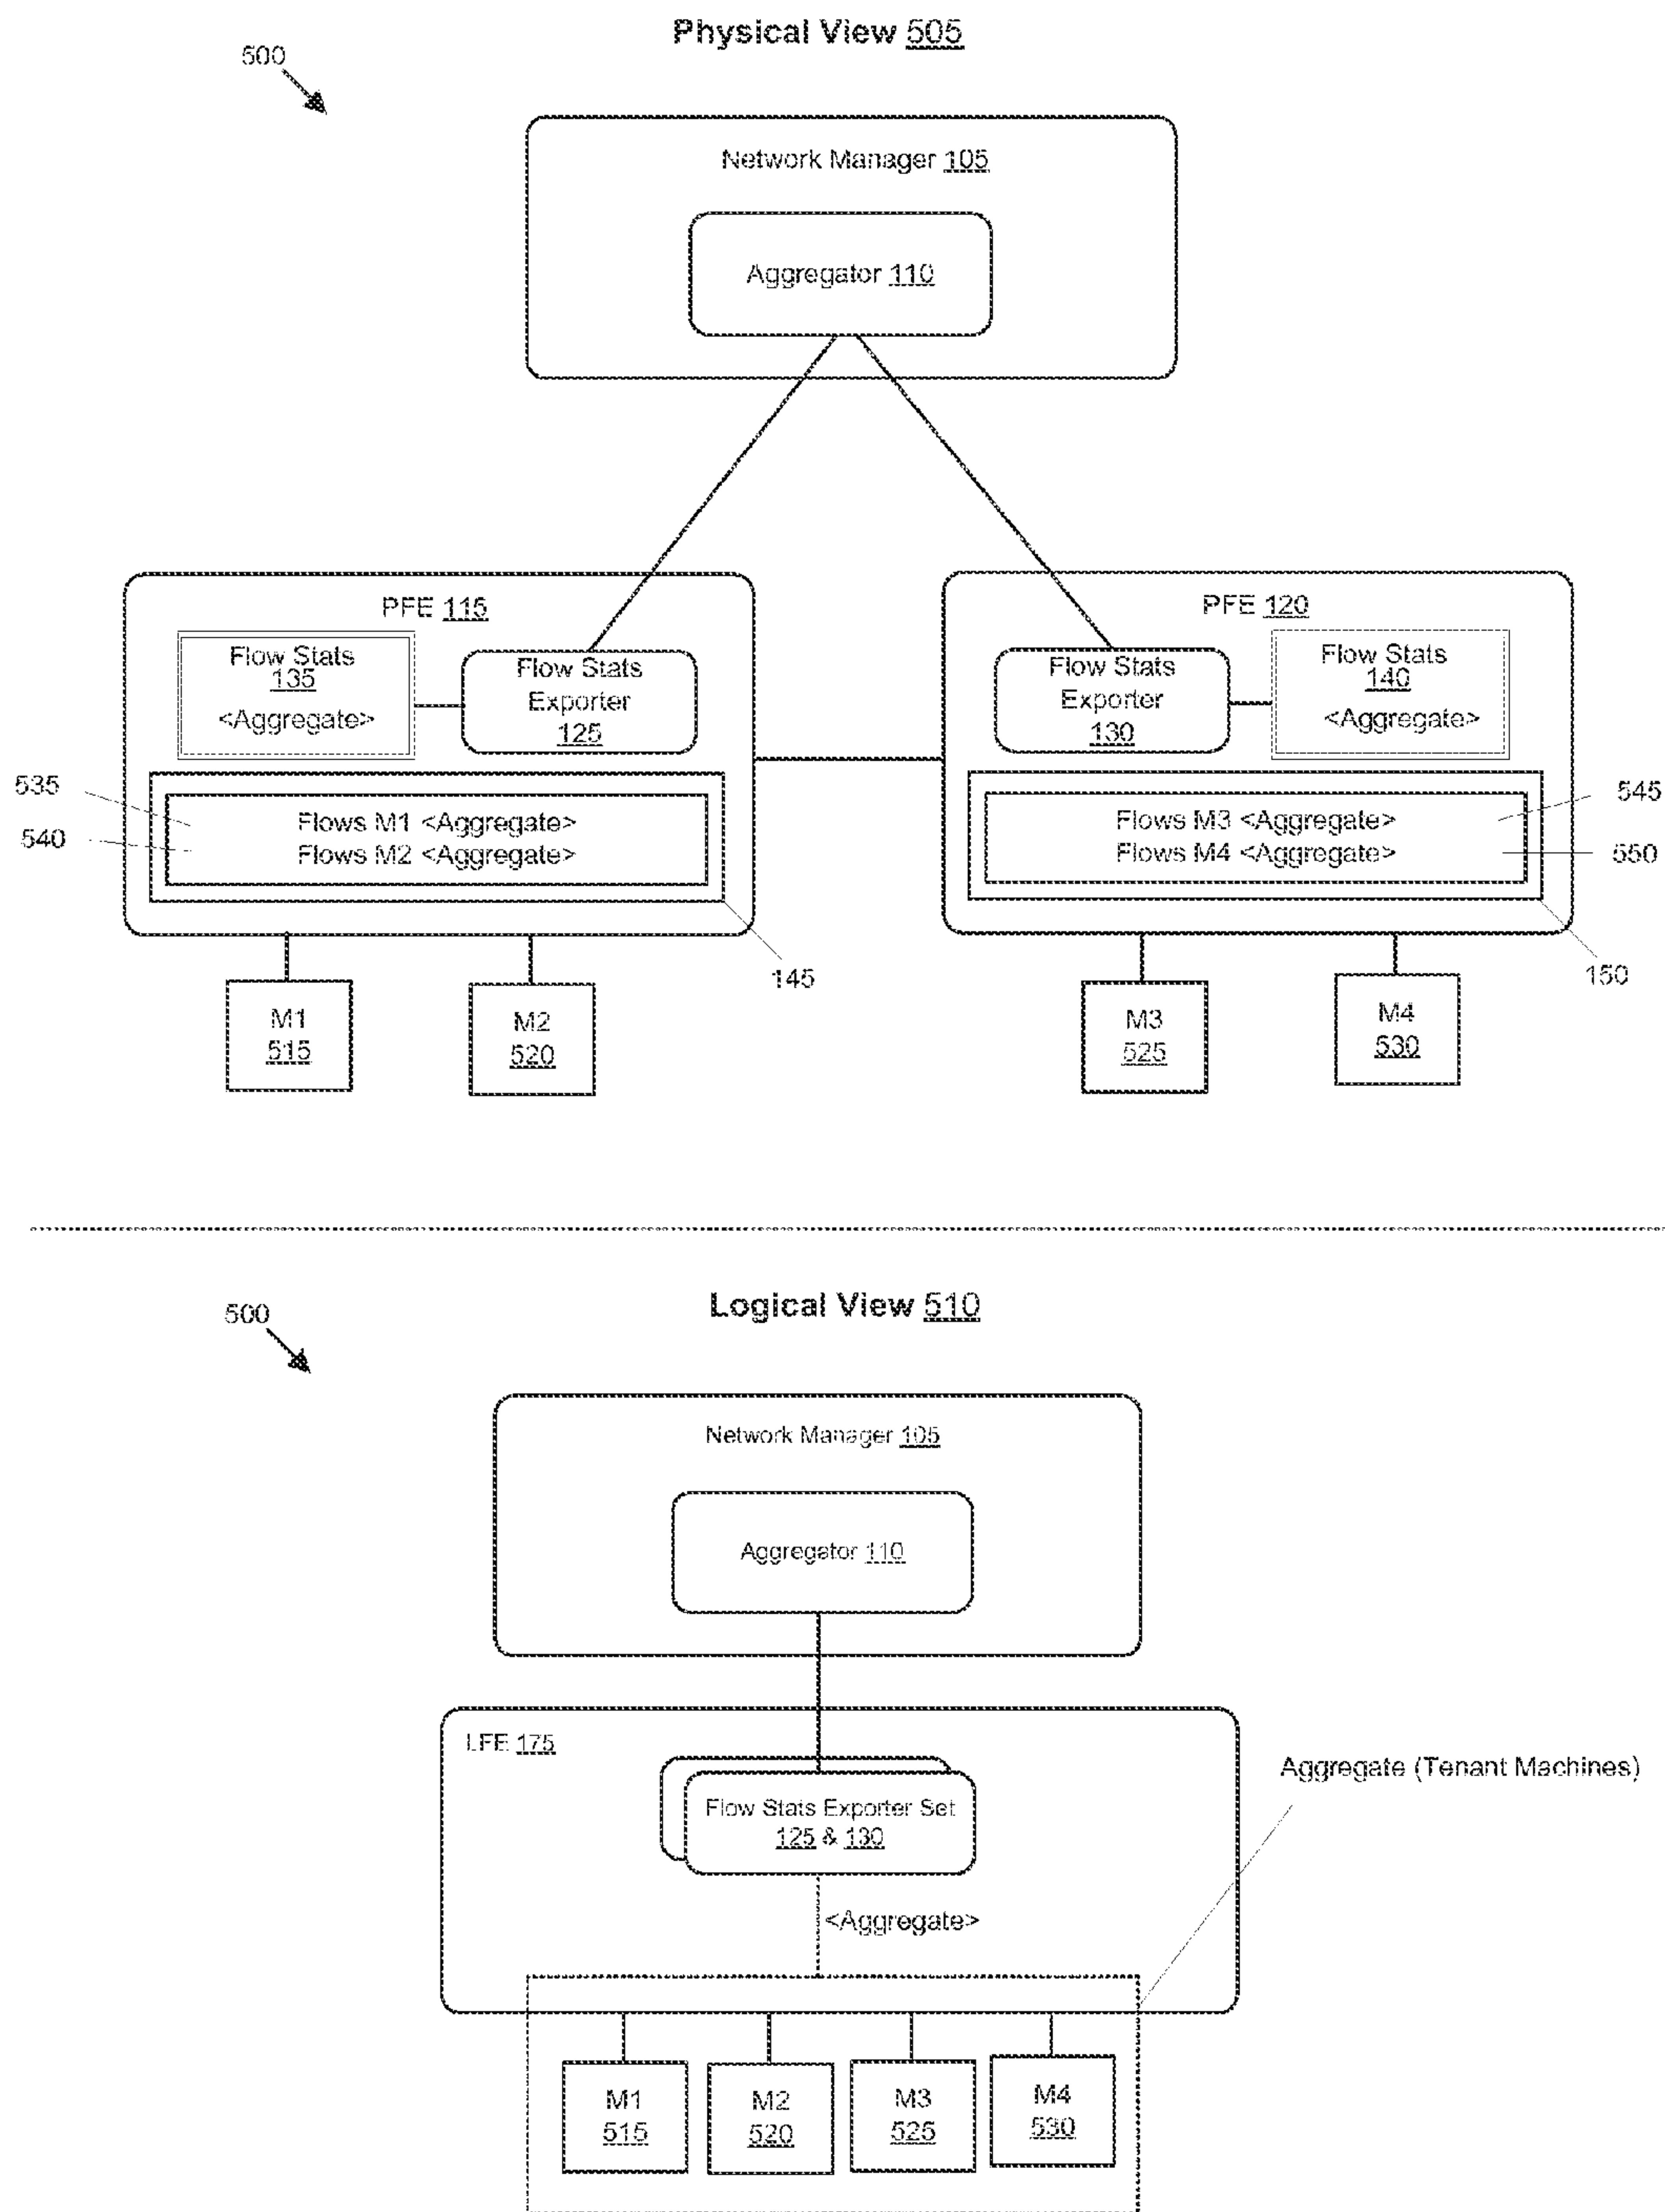 Physical View 505
500
Network Manager 105
Aggregator 110
PFE 115
Flow Stats
135
<Aggregate>
Flow Stats
Exporter
125
PFE 120
Flow Stats
Exporter
130
Flow Stats
140
<Aggregate>
535
540
Flows M1 <Aggregate>
Flows M2 <Aggregate>
Flows M3 <Aggregate>
Flows M4 <Aggregate>
545
550
145
150
M1
515
M2
520
M3
525
M4
530
Logical View 510
500
Network Manager 105
Aggregator 110
LFE 175
Flow Stats Exporter Set
125 & 130
Aggregate (Tenant Machines)
<Aggregate>
M1
515
M2
520
M3
525
M4
530